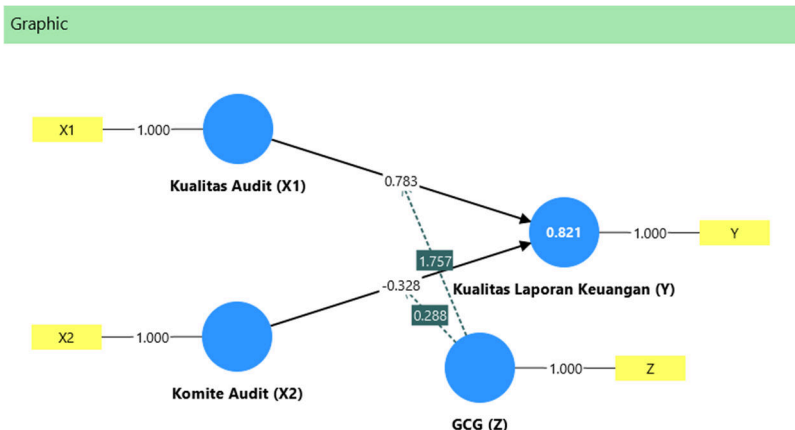 Graphic
X1
1.000
Kualitas Audit (X1)
0.783
0.821
1.000
Y
1.757
-0.328
Kualitas Laporan Keuangan (Y)
0.288
X2
1.000
Komite Audit (X2)
1.000
Z
GCG (Z)